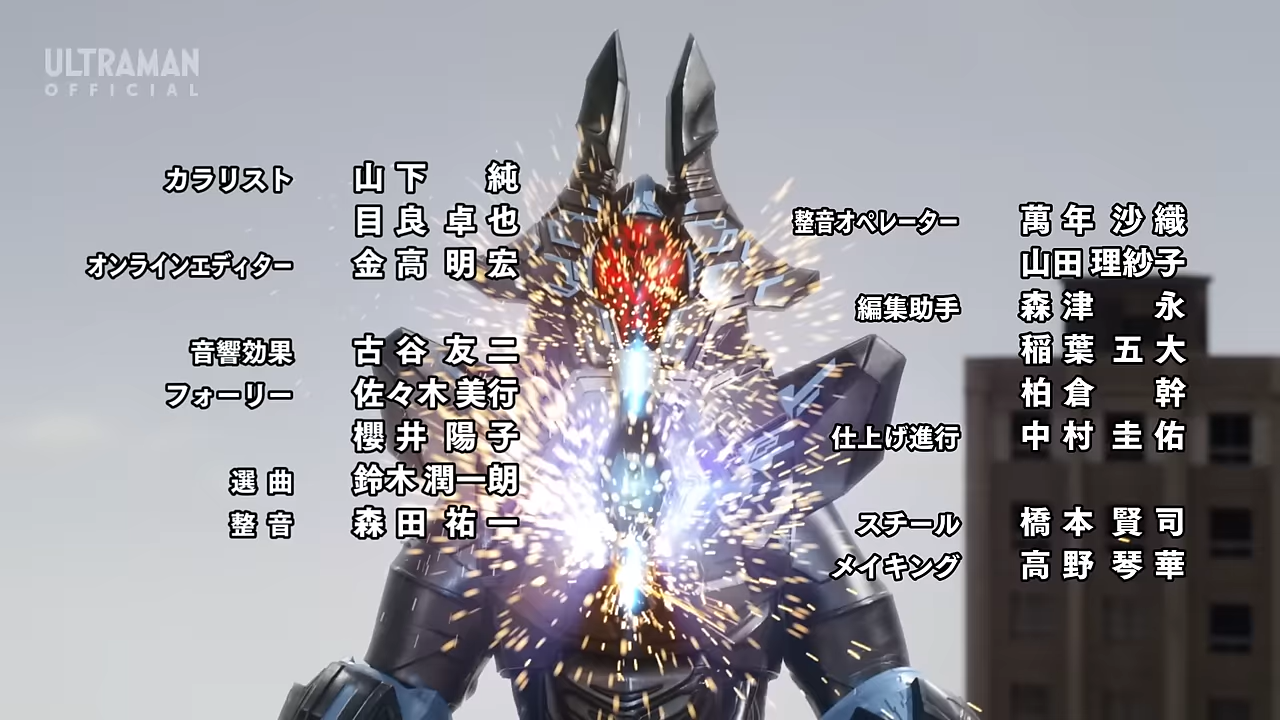 ULTRAMAN
OFFICIAL
カラリスト 山下 純
目良卓也
オンラインエディター 金高明宏
音響効果 古谷友二
フォーリー 佐々木美行
櫻井陽子
選曲 鈴木潤一朗
整音 森田祐一
整音オペレーター 萬年沙織
山田理紗子
編集助手 森津 永
稲葉五大
柏倉 幹
仕上げ進行 中村圭佑
スチール 橋本賢司
メイキング 高野琴華